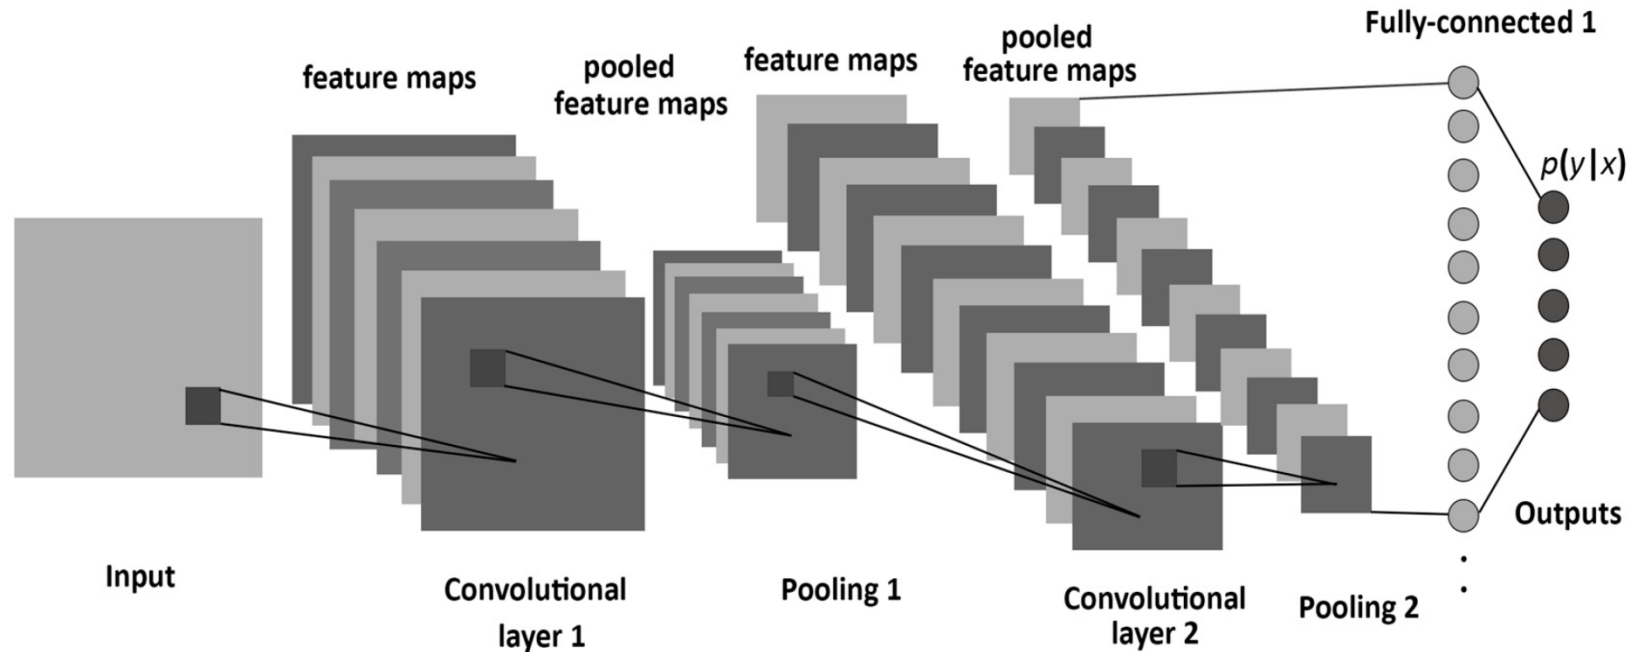 feature maps
pooled
feature maps
feature maps
pooled
feature maps
Fully-connected 1
p(y|x)
Outputs
Input
Convolutional
layer 1
Pooling 1
Convolutional
layer 2
Pooling 2